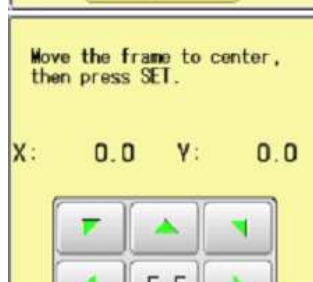 Move the frame to center,
then press SET.
X: 0.0 Y: 0.0